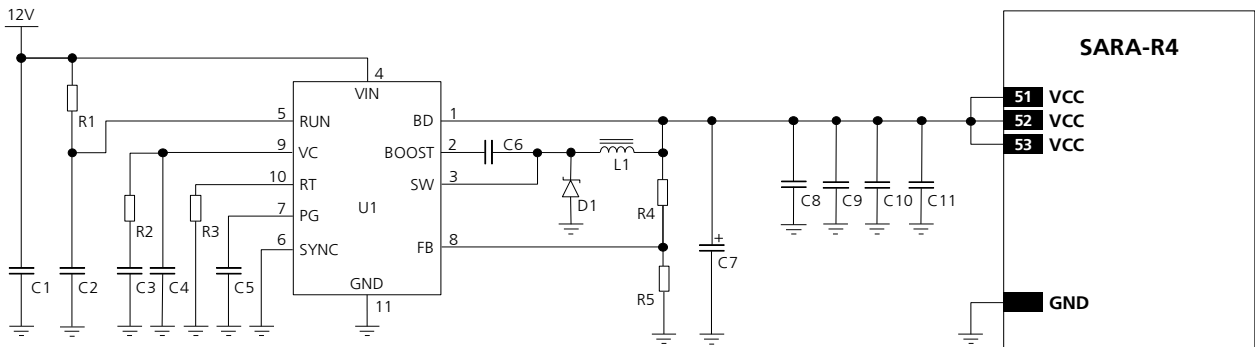 12V
SARA-R4
4
VIN
51 VCC
R1
5 RUN
BD 1
52 VCC
9 VC
BOOST 2
C6
53 VCC
L1
10 RT
SW 3
D1
C8 C9 C10 C11
R2
R3
7 PG
U1
R4
6 SYNC
FB 8
+
C7
C1 C2 C3 C4 C5
GND
R5
11
GND